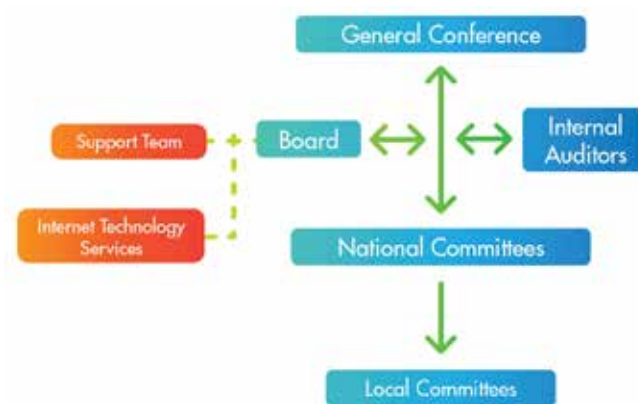 General Conference
Support Team
Board
Internal
Auditors
Internet Technology
Services
National Committees
Local Committees